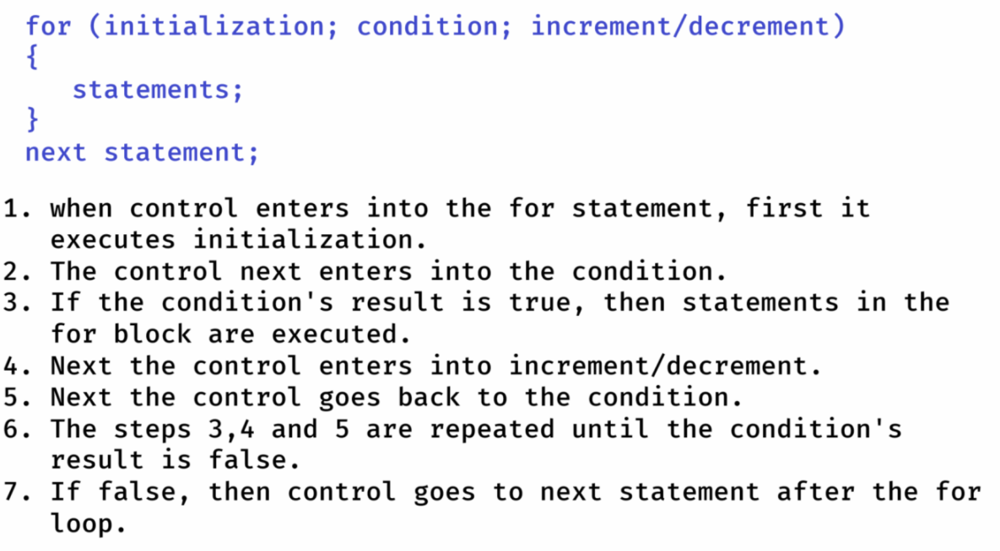 for (initialization; condition; increment/decrement)
{
statements;
}
next statement;
1. when control enters into the for statement, first it
executes initialization.
2. The control next enters into the condition.
3. If the condition's result is true, then statements in the
for block are executed.
4. Next the control enters into increment/decrement.
5. Next the control goes back to the condition.
6. The steps 3,4 and 5 are repeated until the condition's
result is false.
7. If false, then control goes to next statement after the for
loop.